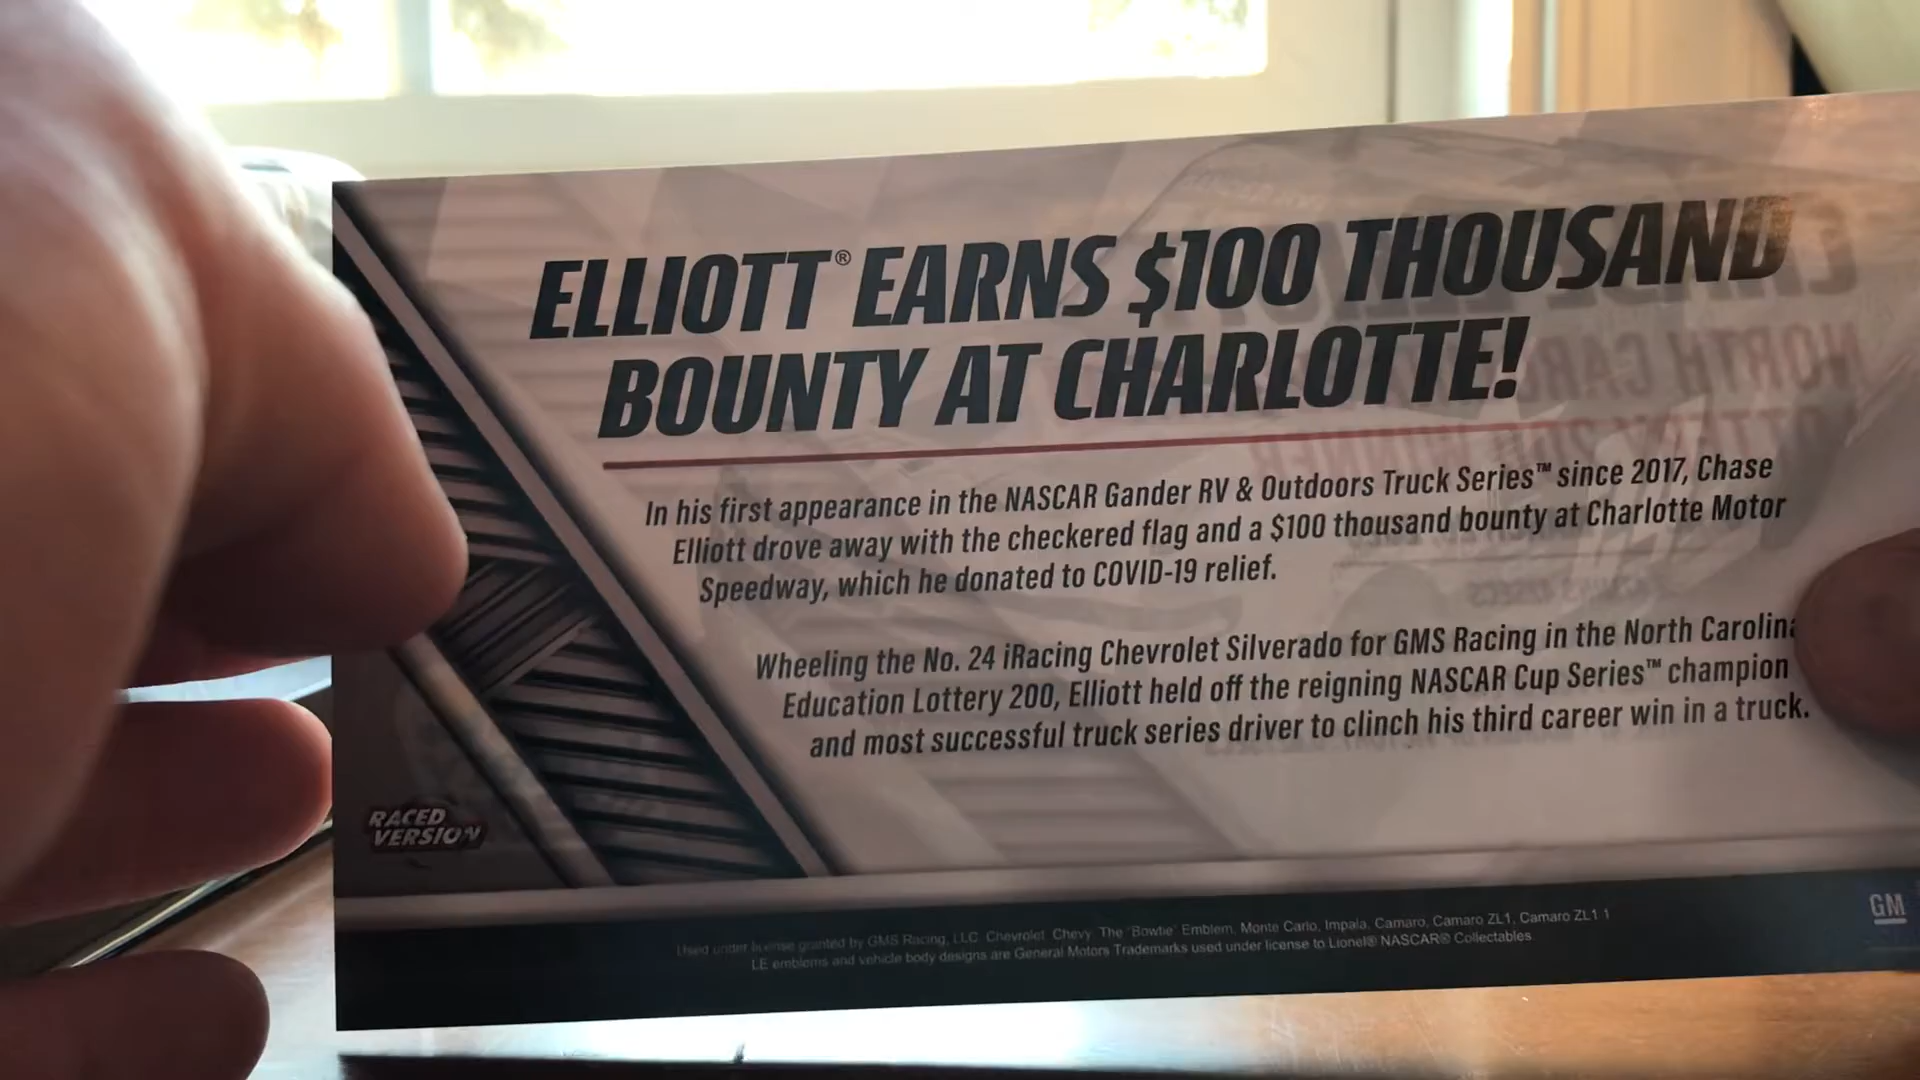 ELLIOTT® EARNS $100 THOUSAND
BOUNTY AT CHARLOTTE!
In his first appearance in the NASCAR Gander RV & Outdoors Truck Series™ since 2017, Chase
Elliott drove away with the checkered flag and a $100 thousand bounty at Charlotte Motor
Speedway, which he donated to COVID-19 relief.
Wheeling the No. 24 iRacing Chevrolet Silverado for GMS Racing in the North Carolina
Education Lottery 200, Elliott held off the reigning NASCAR Cup Series™ champion
and most successful truck series driver to clinch his third career win in a truck.
RACED
VERSION
GM
Used under license granted by GMS Racing, LLC. Chevrolet, Chevy, The 'Bowtie' Emblem, Monte Carlo, Impala, Camaro, Camaro ZL1, Camaro ZL1 1
LE emblems and vehicle body designs are General Motors Trademarks used under license to Lionel® NASCAR® Collectables